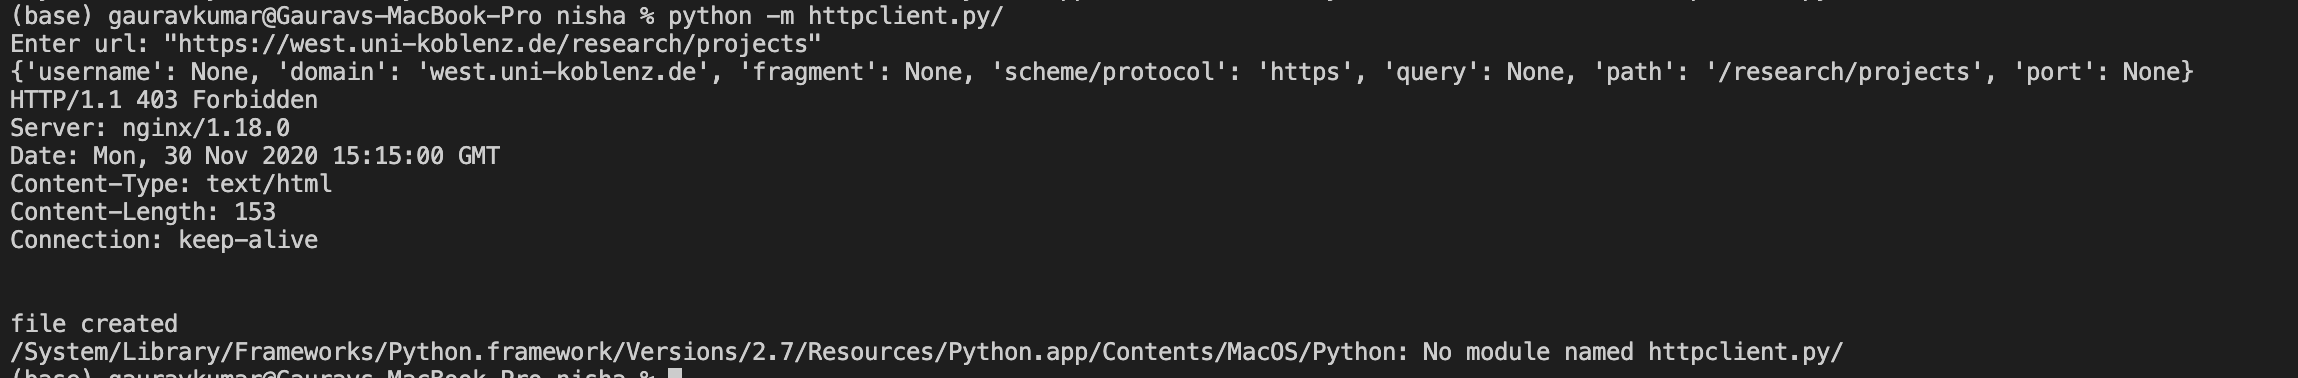 (base) gauravkumar@Gauravs-MacBook-Pro nisha % python -m httpclient.py/
Enter url: "https://west.uni-koblenz.de/research/projects"
{'username': None, 'domain': 'west.uni-koblenz.de', 'fragment': None, 'scheme/protocol': 'https', 'query': None, 'path': '/research/projects', 'port': None}
HTTP/1.1 403 Forbidden
Server: nginx/1.18.0
Date: Mon, 30 Nov 2020 15:15:00 GMT
Content-Type: text/html
Content-Length: 153
Connection: keep-alive
file created
/System/Library/Frameworks/Python.framework/Versions/2.7/Resources/Python.app/Contents/MacOS/Python: No module named httpclient.py/
(base) gauravkumar@Gauravs-MacBook-Pro nisha %